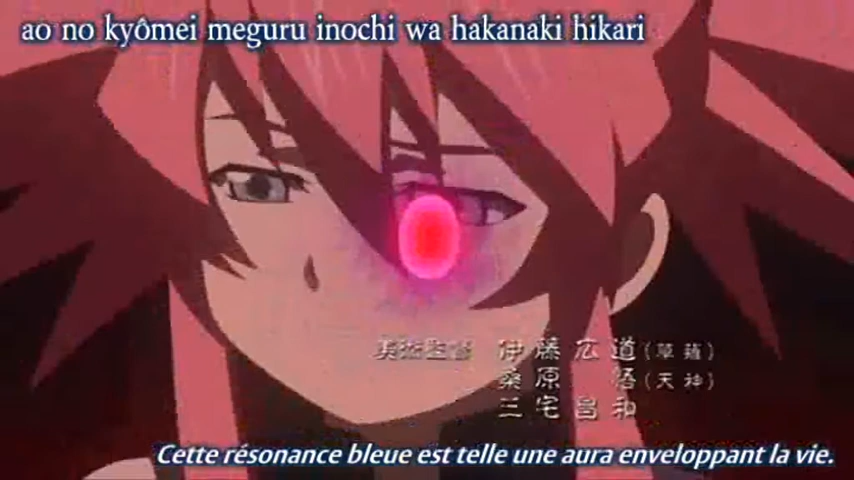 ao no kyômei meguru inochi wa hakanaki hikari
美術監督 伊藤広道(草薙)
桑原 悟(天神)
三宅昌和
Cette résonance bleue est telle une aura enveloppant la vie.